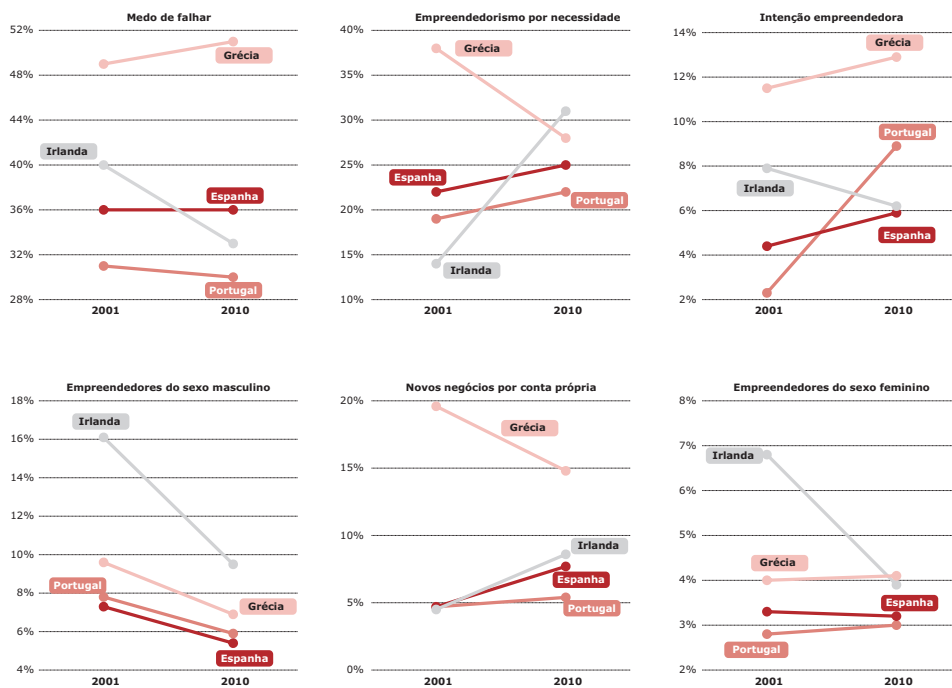 Medo de falhar
52%
48%
44%
40%
36%
32%
28%
Grécia
Irlanda
Espanha
Portugal
2001 2010
Empreendedorismo por necessidade
40%
35%
30%
25%
20%
15%
10%
Grécia
Espanha
Portugal
Irlanda
2001 2010
Intenção empreendedora
14%
12%
10%
8%
6%
4%
2%
Grécia
Portugal
Irlanda
Espanha
2001 2010
Empreendedores do sexo masculino
18%
16%
14%
12%
10%
8%
6%
4%
Irlanda
Portugal
Grécia
Espanha
2001 2010
Novos negócios por conta própria
20%
15%
10%
5%
0%
Grécia
Irlanda
Espanha
Portugal
2001 2010
Empreendedores do sexo feminino
8%
7%
6%
5%
4%
3%
2%
Irlanda
Grécia
Espanha
Portugal
2001 2010